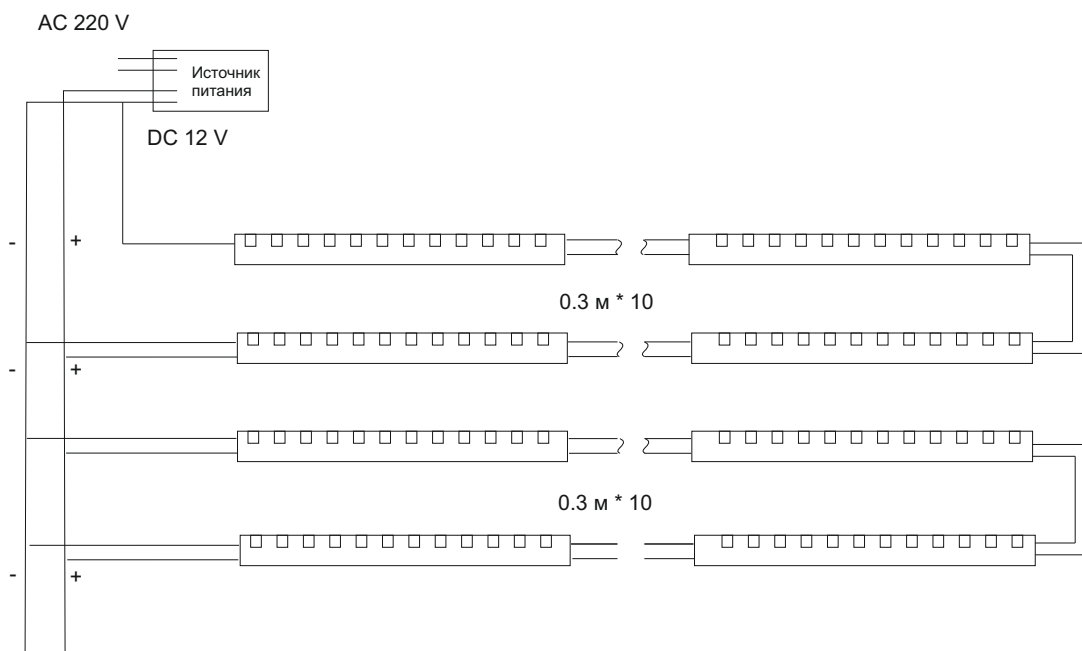 AC 220 V
Источник
питания
DC 12 V
- +
0.3 м * 10
- +
0.3 м * 10
- +